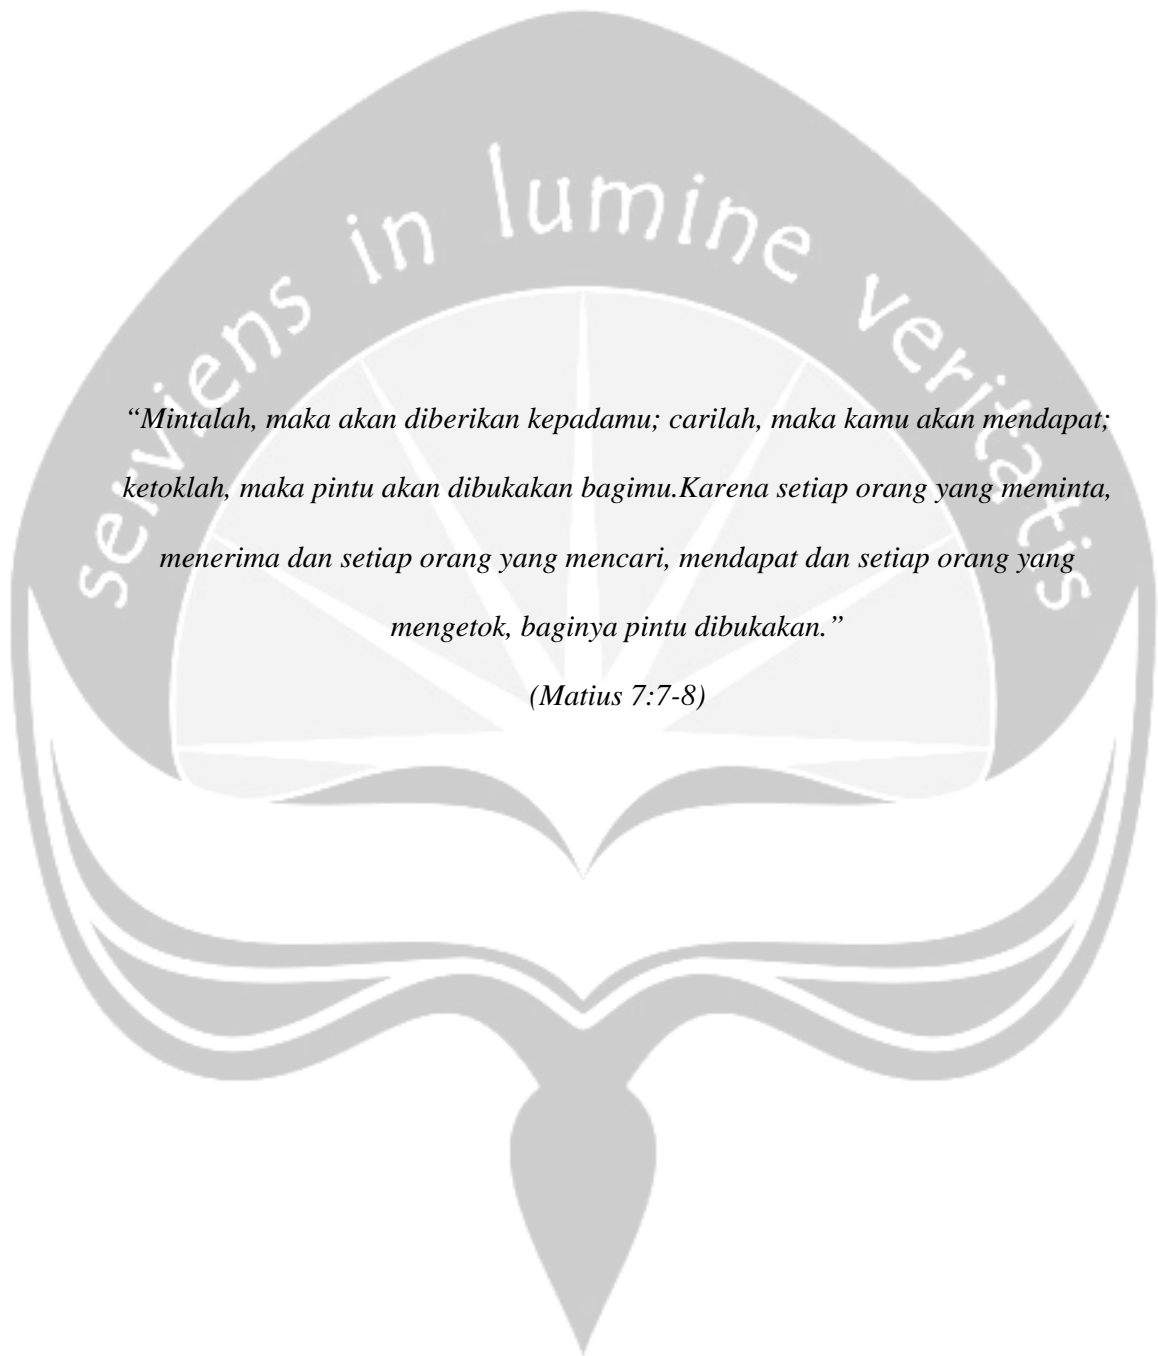 serviens in lumine veritatis
“Mintalah, maka akan diberikan kepadamu; carilah, maka kamu akan mendapat;
ketoklah, maka pintu akan dibukakan bagimu.Karena setiap orang yang meminta,
menerima dan setiap orang yang mencari, mendapat dan setiap orang yang
mengetok, baginya pintu dibukakan.”
(Matius 7:7-8)